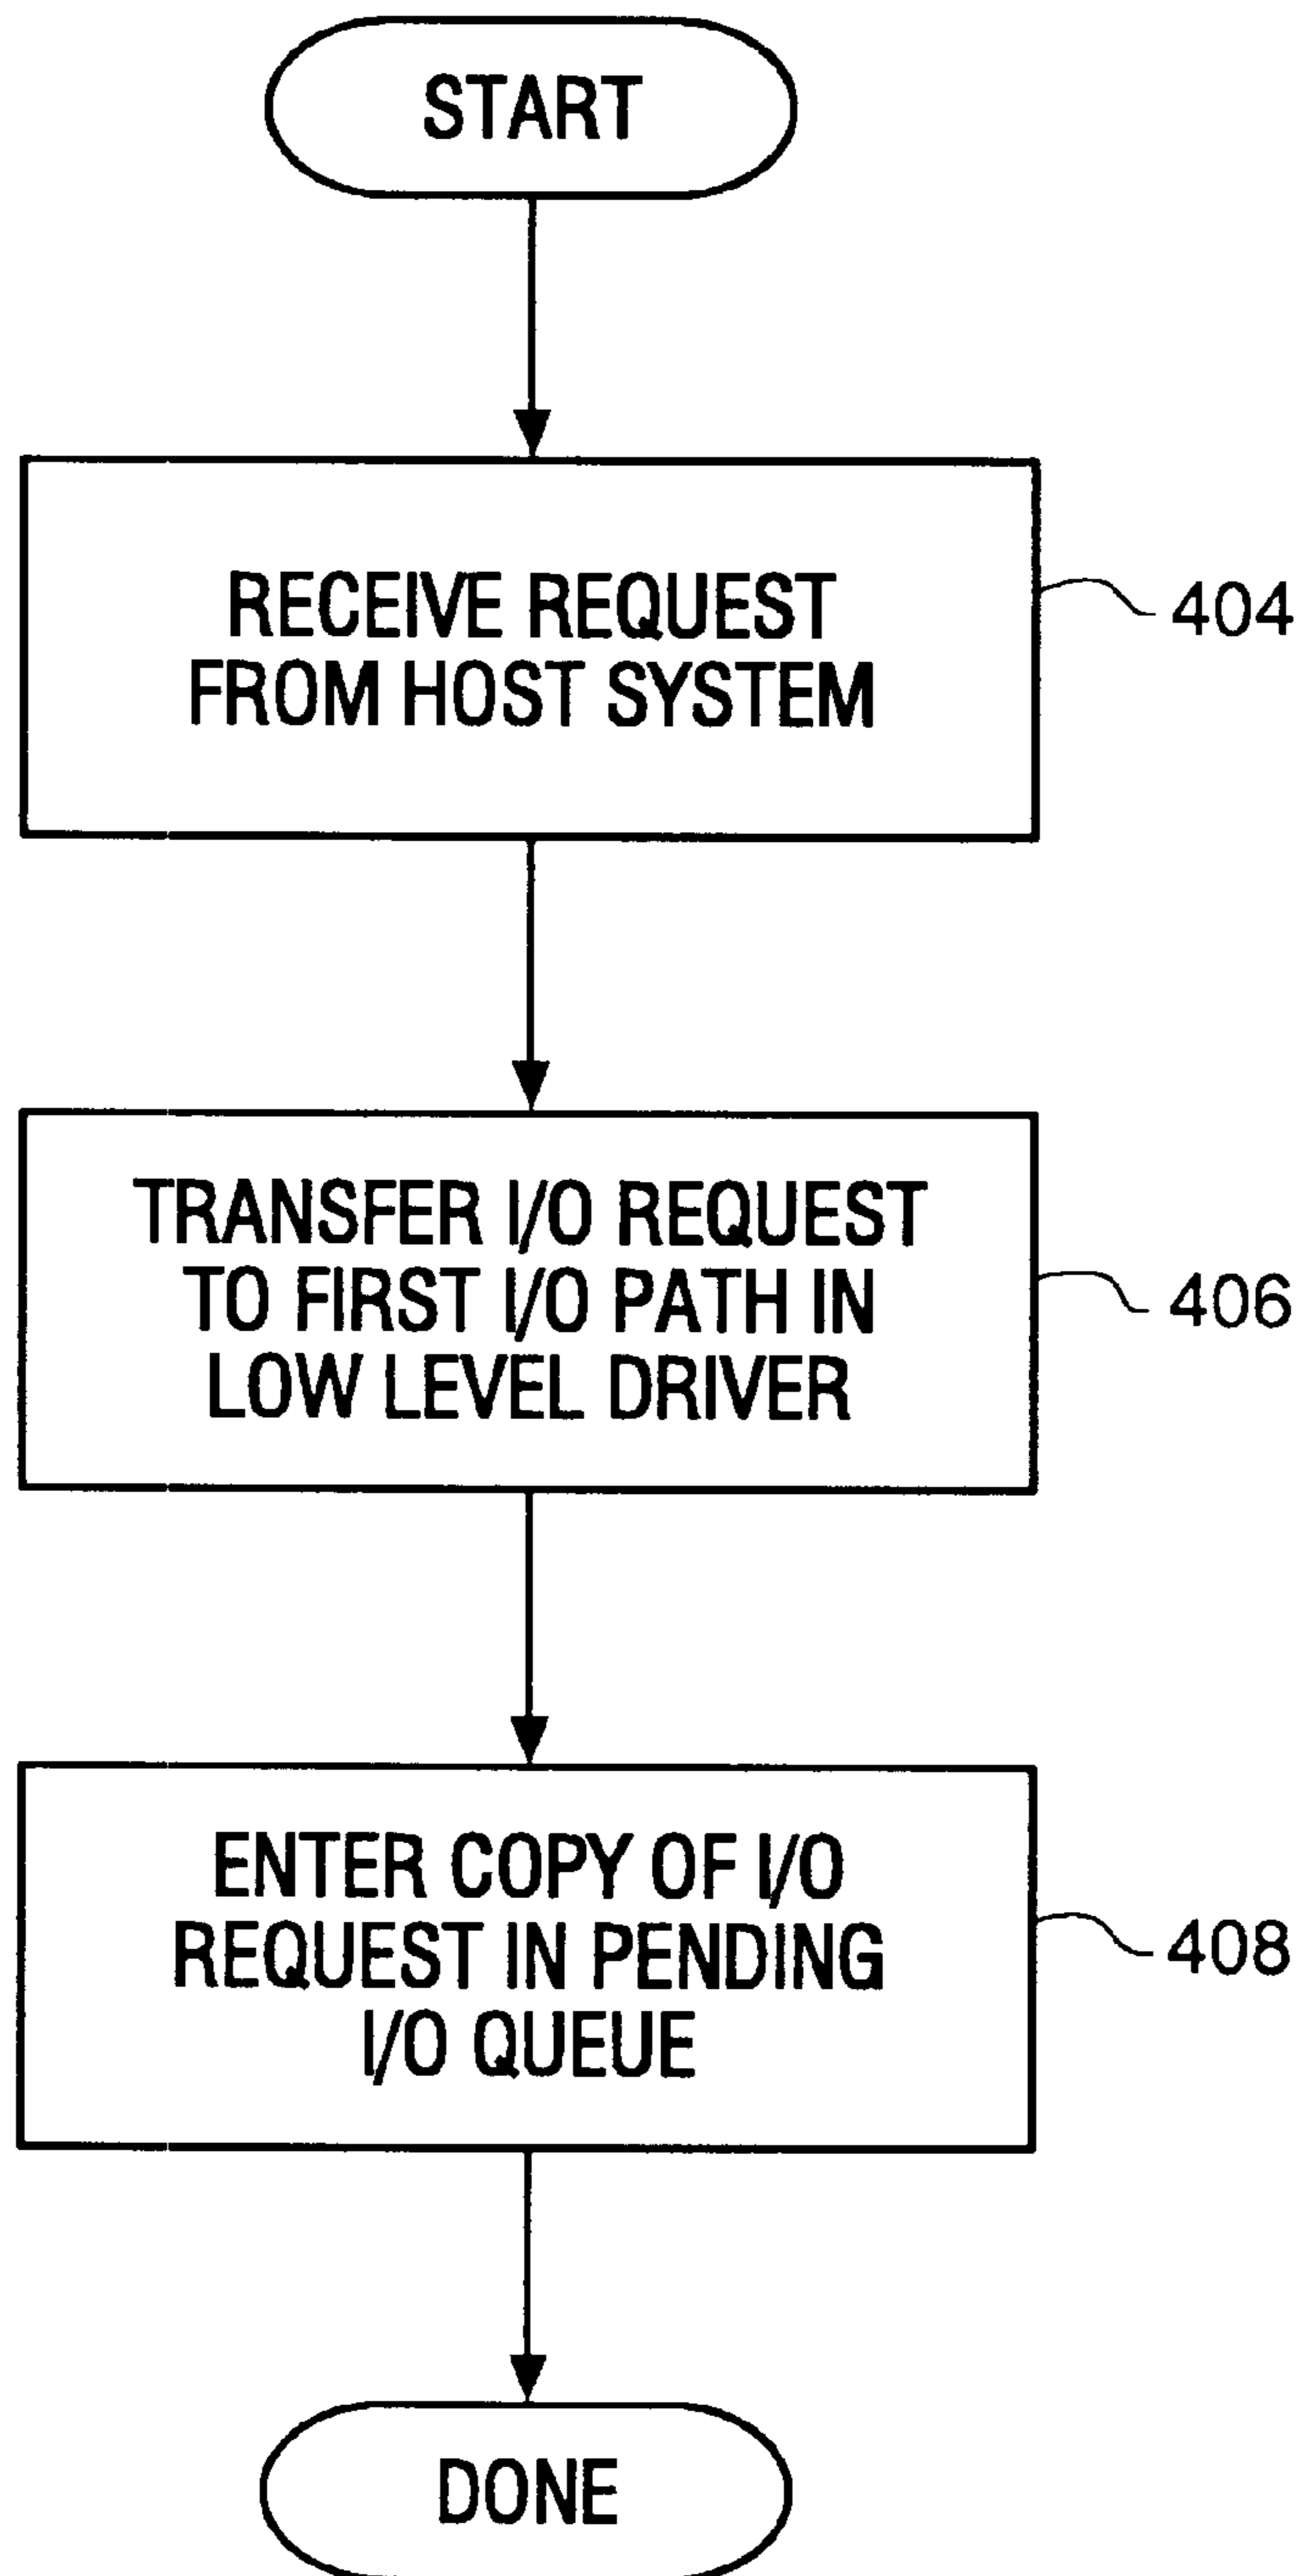 START
RECEIVE REQUEST
FROM HOST SYSTEM
404
TRANSFER I/O REQUEST
TO FIRST I/O PATH IN
LOW LEVEL DRIVER
406
ENTER COPY OF I/O
REQUEST IN PENDING
I/O QUEUE
408
DONE